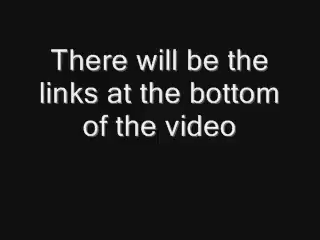 There will be the
links at the bottom
of the video